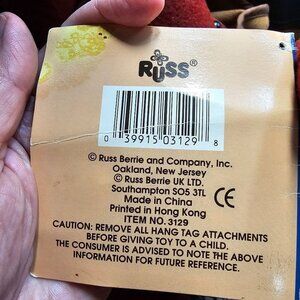 RUSS®
0 39915 03129 8
© Russ Berrie and Company, Inc.
Oakland, New Jersey
© Russ Berrie UK LTD.
Southampton SO5 3TL
Made in China
CE
Printed in Hong Kong
ITEM NO. 3129
CAUTION: REMOVE ALL HANG TAG ATTACHMENTS
BEFORE GIVING TOY TO A CHILD.
THE CONSUMER IS ADVISED TO NOTE THE ABOVE
INFORMATION FOR FUTURE REFERENCE.